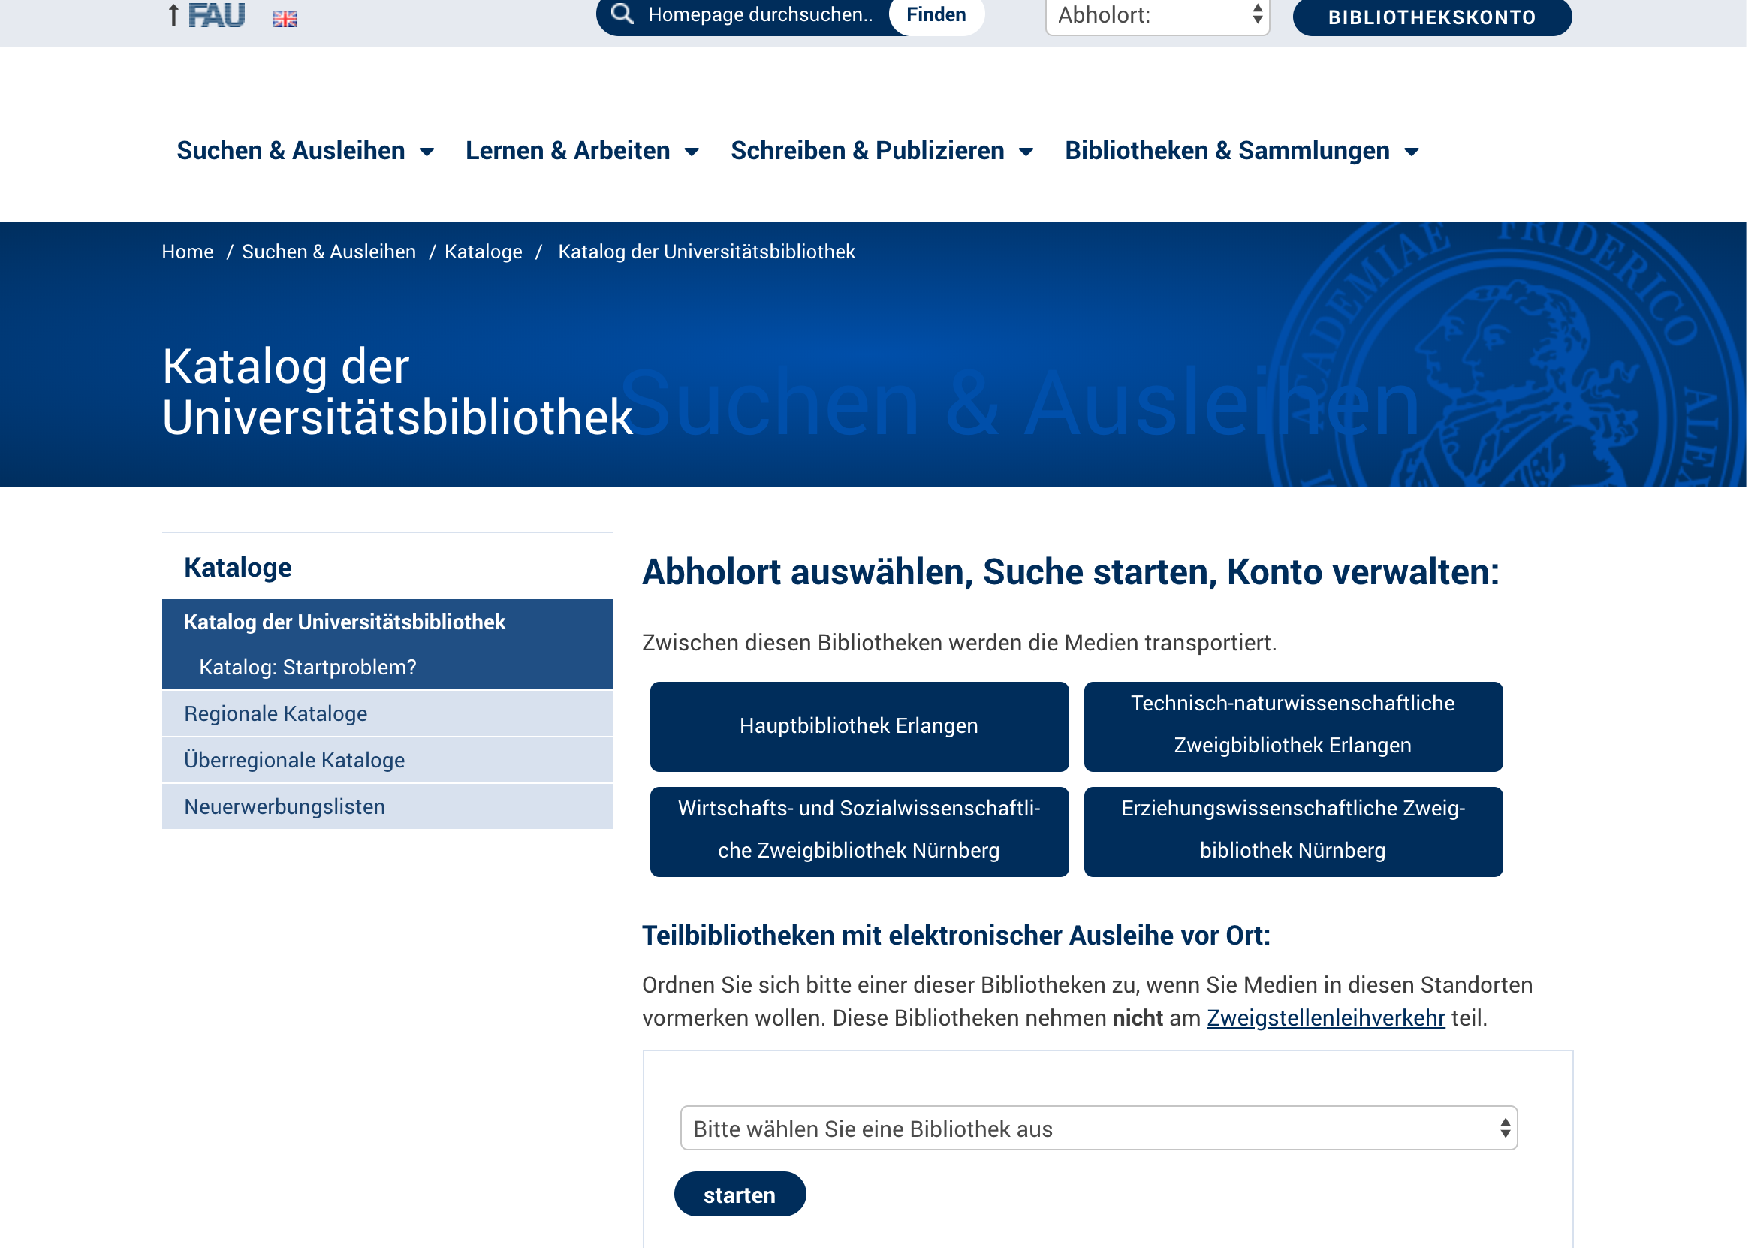 ↑ FAU
Homepage durchsuchen.. Finden
Abholort:
BIBLIOTHEKSKONTO
Suchen & Ausleihen Lernen & Arbeiten Schreiben & Publizieren Bibliotheken & Sammlungen
Home / Suchen & Ausleihen / Kataloge / Katalog der Universitätsbibliothek
Katalog der
Universitätsbibliothek
Suchen & Ausleihen
ACADEMIAE FRIDERICO
Kataloge
Katalog der Universitätsbibliothek
Katalog: Startproblem?
Regionale Kataloge
Überregionale Kataloge
Neuerwerbungslisten
Abholort auswählen, Suche starten, Konto verwalten:
Zwischen diesen Bibliotheken werden die Medien transportiert.
Hauptbibliothek Erlangen
Technisch-naturwissenschaftliche
Zweigbibliothek Erlangen
Wirtschafts- und Sozialwissenschaftli-
che Zweigbibliothek Nürnberg
Erziehungswissenschaftliche Zweig-
bibliothek Nürnberg
Teilbibliotheken mit elektronischer Ausleihe vor Ort:
Ordnen Sie sich bitte einer dieser Bibliotheken zu, wenn Sie Medien in diesen Standorten
vormerken wollen. Diese Bibliotheken nehmen nicht am Zweigstellenleihverkehr teil.
Bitte wählen Sie eine Bibliothek aus
starten